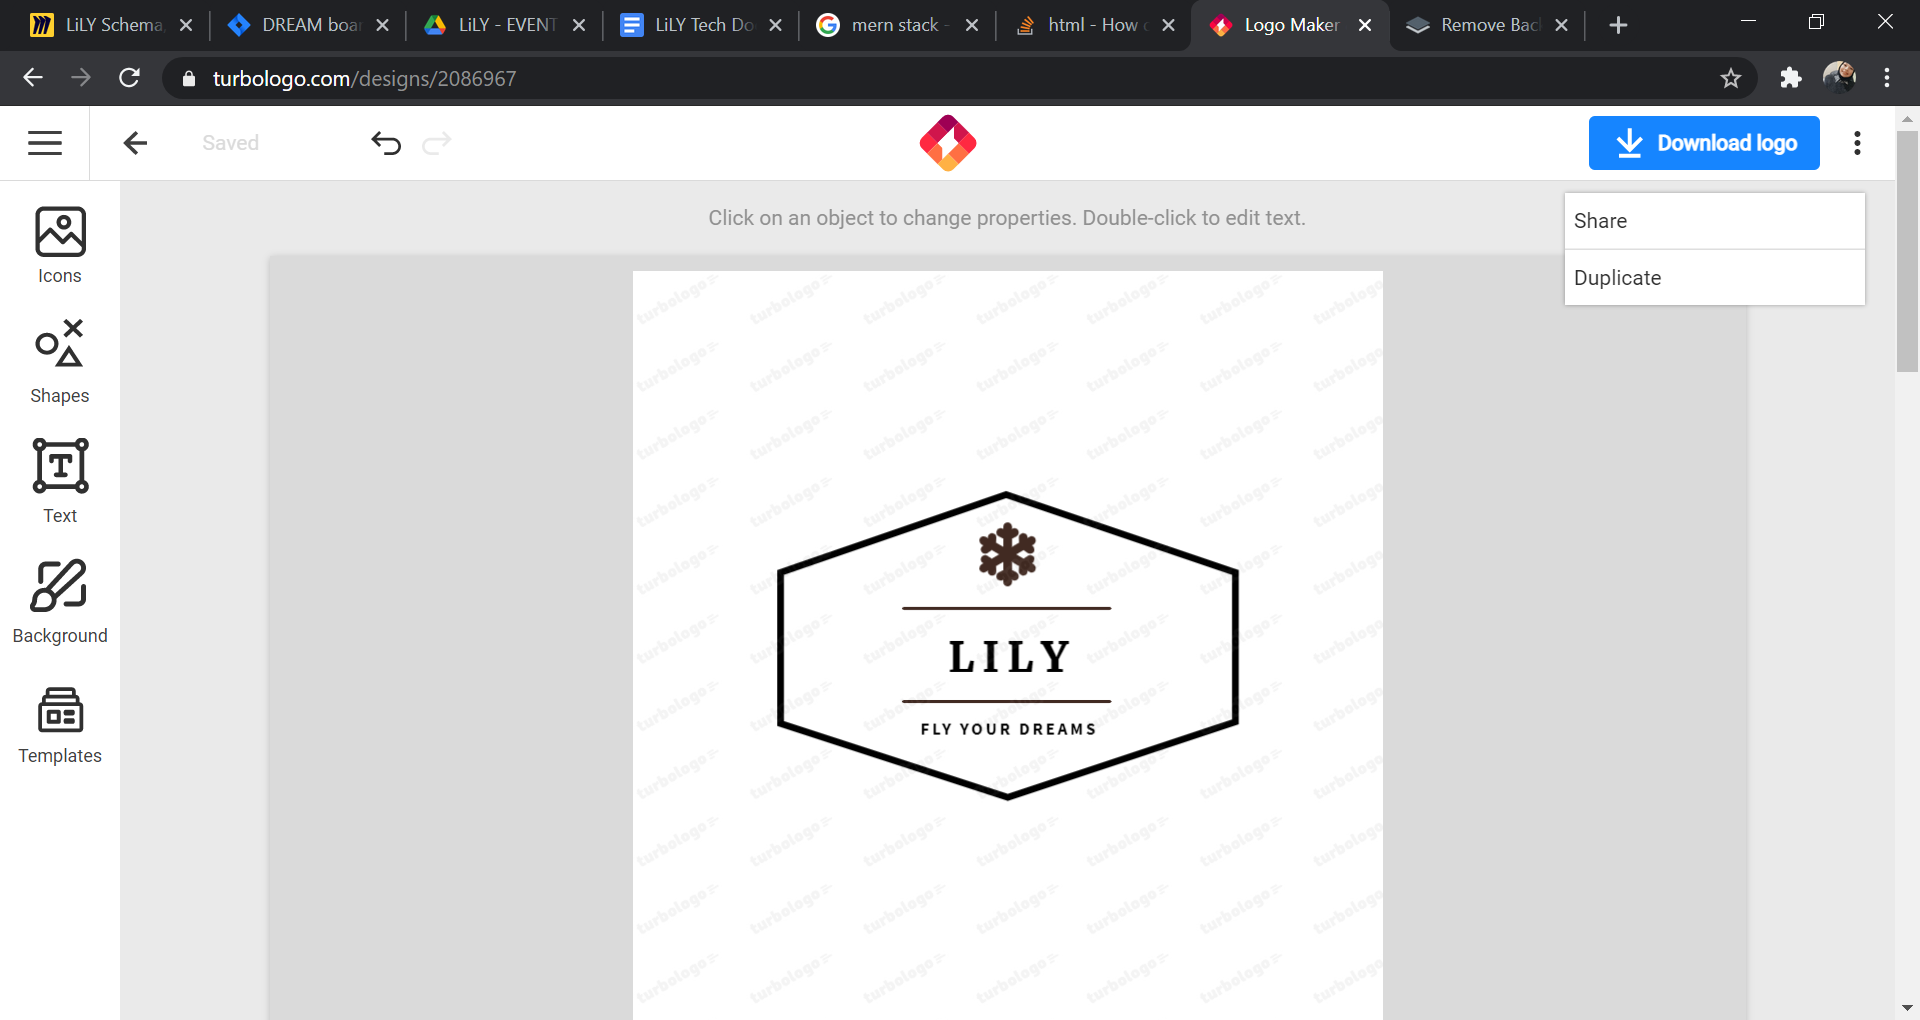 LiLY Schema,
DREAM boar
LiLY - EVENT
LiLY Tech Do
mern stack -
html - How c
Logo Maker
Remove Bac
turbologo.com/designs/2086967
Saved
Download logo
Click on an object to change properties. Double-click to edit text.
Share
Duplicate
Icons
Shapes
Text
Background
Templates
LILY
FLY YOUR DREAMS
turbologo